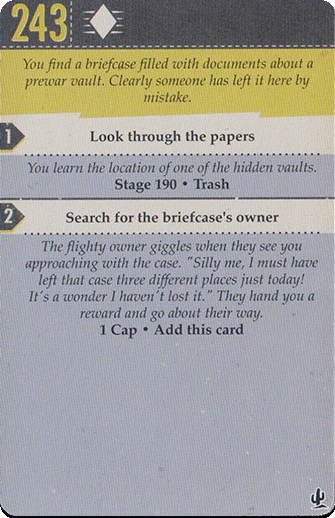 243
You find a briefcase filled with documents about a
prewar vault. Clearly someone has left it here by
mistake.
1
Look through the papers
You learn the location of one of the hidden vaults.
Stage 190 • Trash
2
Search for the briefcase's owner
The flighty owner giggles when they see you
approaching with the case. "Silly me, I must have
left that case three different places just today!
It's a wonder I haven't lost it." They hand you a
reward and go about their way.
1 Cap • Add this card